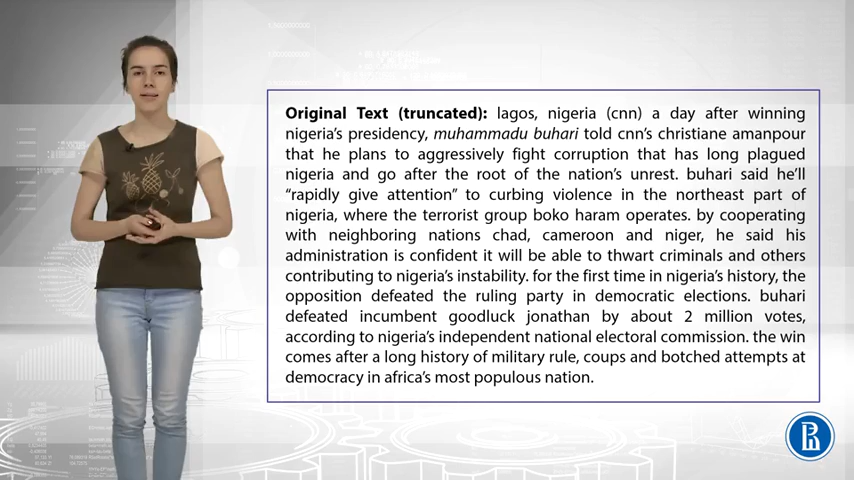 Original Text (truncated): lagos, nigeria (cnn) a day after winning
nigeria's presidency, muhammadu buhari told cnn's christiane amanpour
that he plans to aggressively fight corruption that has long plagued
nigeria and go after the root of the nation's unrest. buhari said he'll
"rapidly give attention" to curbing violence in the northeast part of
nigeria, where the terrorist group boko haram operates. by cooperating
with neighboring nations chad, cameroon and niger, he said his
administration is confident it will be able to thwart criminals and others
contributing to nigeria's instability. for the first time in nigeria's history, the
opposition defeated the ruling party in democratic elections. buhari
defeated incumbent goodluck jonathan by about 2 million votes,
according to nigeria's independent national electoral commission. the win
comes after a long history of military rule, coups and botched attempts at
democracy in africa's most populous nation.